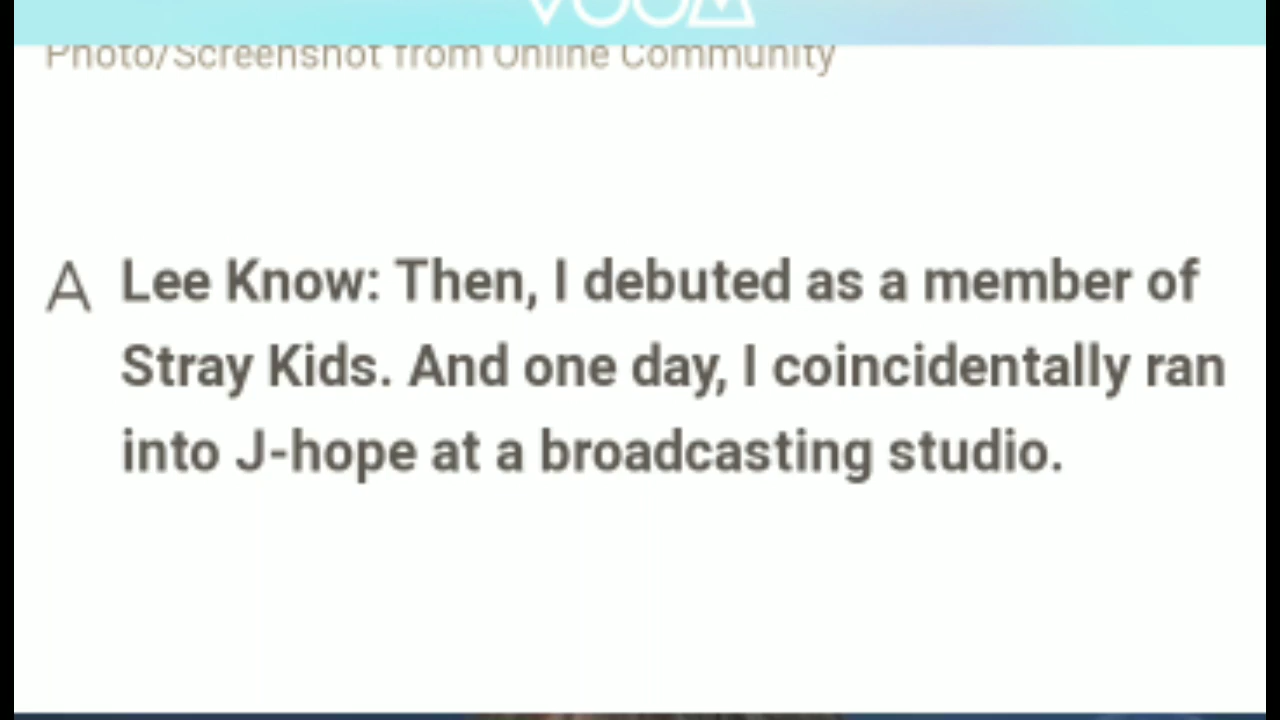 VOOM
Photo/Screenshot from Online Community
A Lee Know: Then, I debuted as a member of
Stray Kids. And one day, I coincidentally ran
into J-hope at a broadcasting studio.